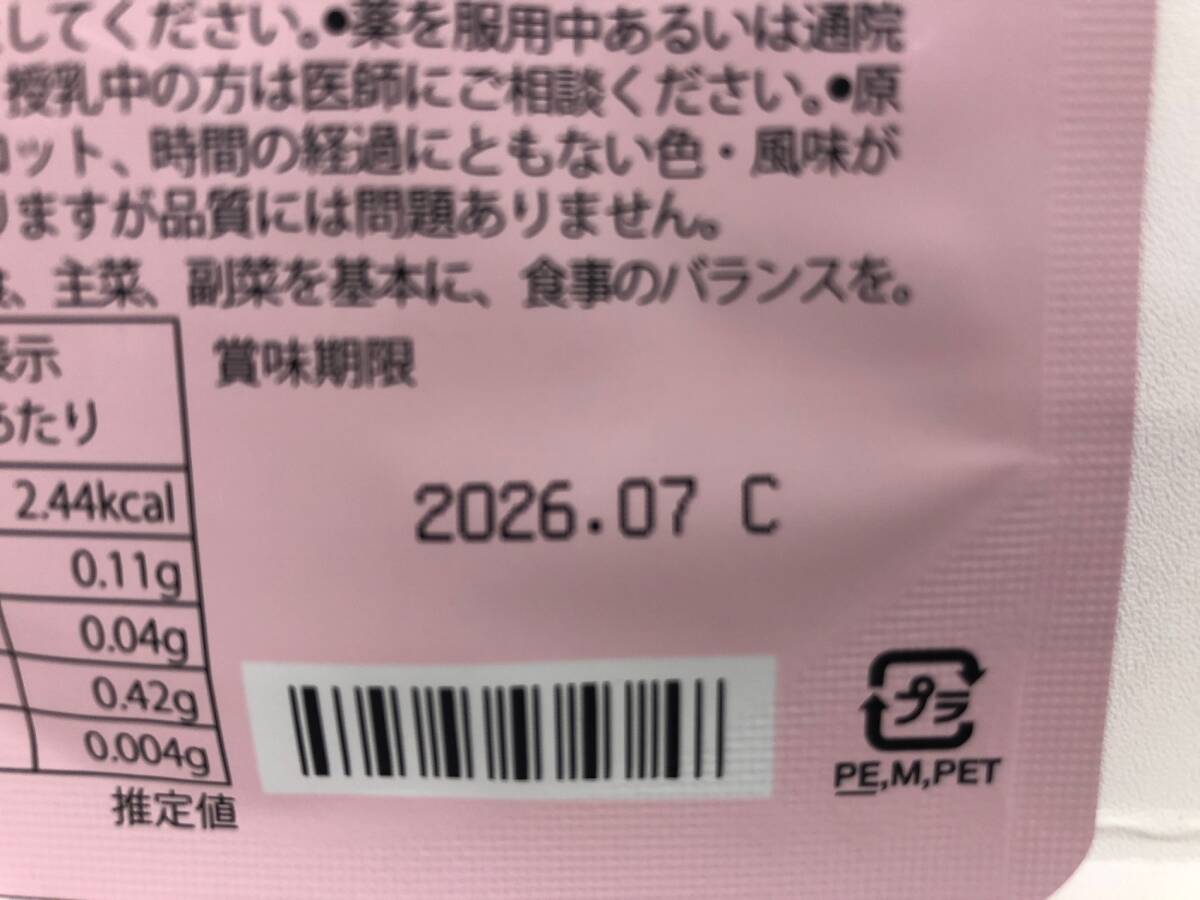 してください。●薬を服用中あるいは通院
授乳中の方は医師にご相談ください。●原
ロット、時間の経過にともない色・風味が
りますが品質には問題ありません。
、主菜、副菜を基本に、食事のバランスを。
表示
あたり
賞味期限
2.44kcal
2026.07 C
0.11g
0.04g
0.42g
0.004g
推定値
プラ
PE,M,PET